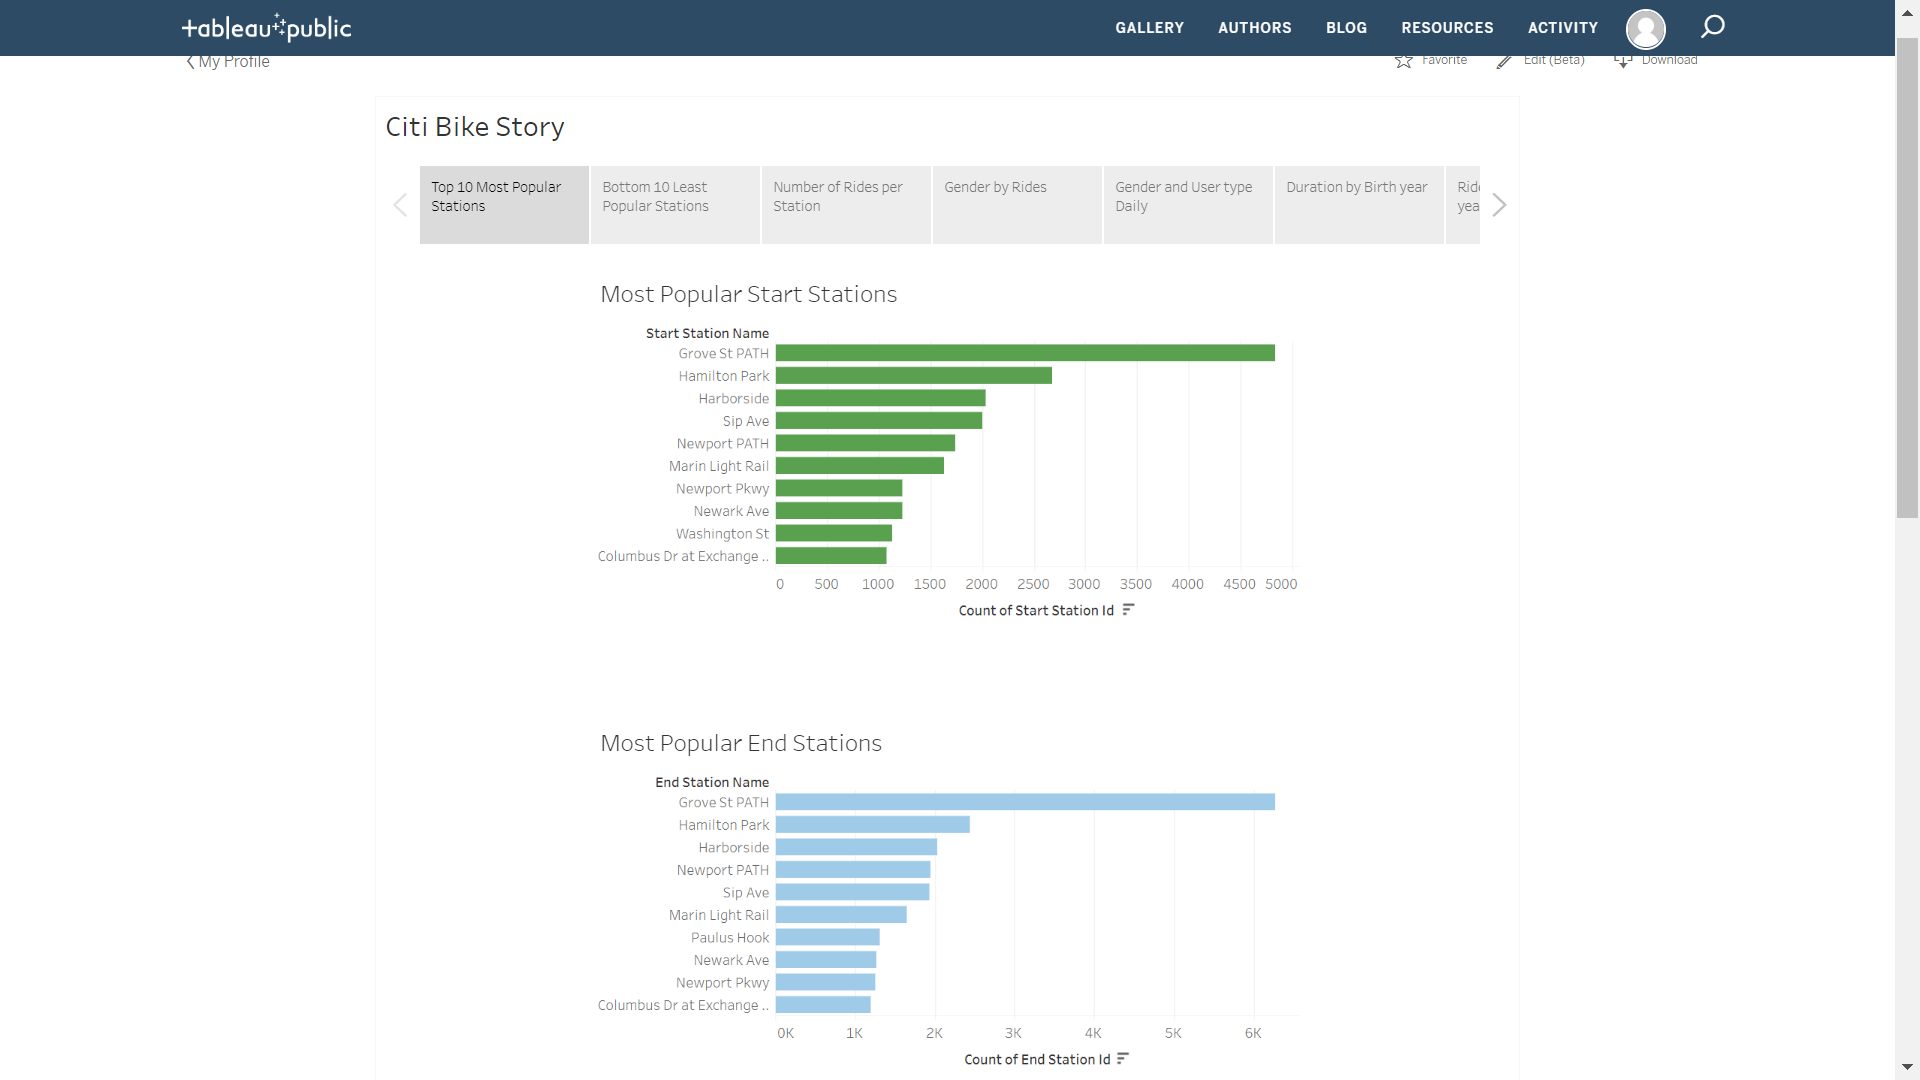 tableau public
GALLERY AUTHORS BLOG RESOURCES ACTIVITY
My Profile
Favorite Edit (Beta) Download
Citi Bike Story
Top 10 Most Popular
Stations
Bottom 10 Least
Popular Stations
Number of Rides per
Station
Gender by Rides
Gender and User type
Daily
Duration by Birth year
Most Popular Start Stations
Start Station Name
Grove St PATH
Hamilton Park
Harborside
Sip Ave
Newport PATH
Marin Light Rail
Newport Pkwy
Newark Ave
Washington St
Columbus Dr at Exchange ..
0 500 1000 1500 2000 2500 3000 3500 4000 4500 5000
Count of Start Station Id
Most Popular End Stations
End Station Name
Grove St PATH
Hamilton Park
Harborside
Newport PATH
Sip Ave
Marin Light Rail
Paulus Hook
Newark Ave
Newport Pkwy
Columbus Dr at Exchange ..
0K 1K 2K 3K 4K 5K 6K
Count of End Station Id